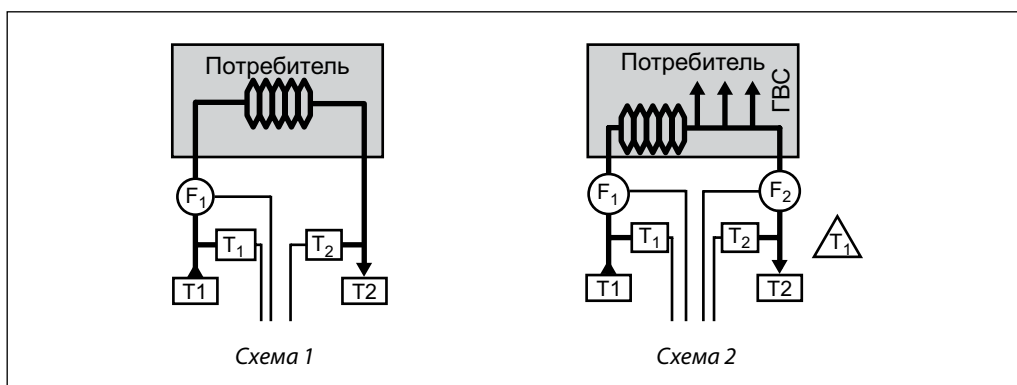 Потребитель
F₁
T₁
T₂
T1
T2
Схема 1
Потребитель
ГВС
F₁
F₂
T₁
T₂
T₁
T1
T2
Схема 2